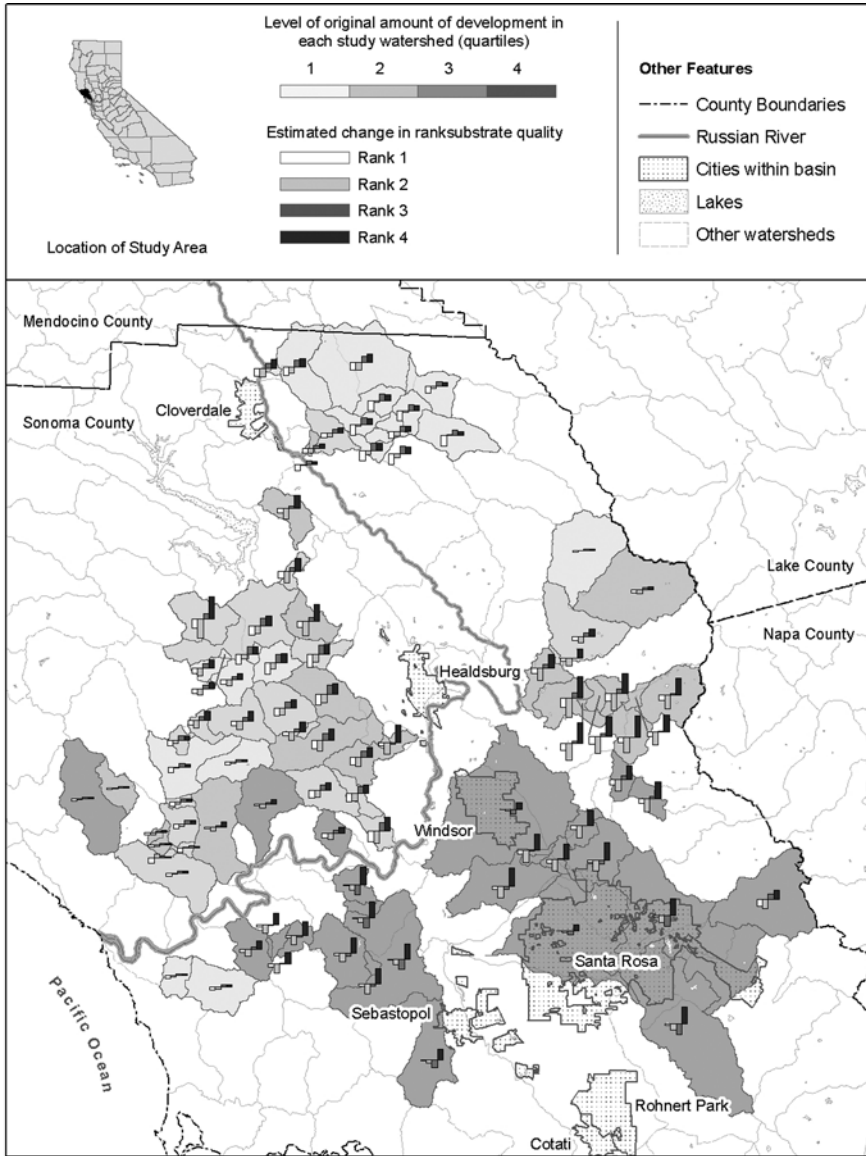 Level of original amount of development in
each study watershed (quartiles)
1 2 3 4
Estimated change in ranksubstrate quality
Rank 1
Rank 2
Rank 3
Rank 4
Location of Study Area
Other Features
County Boundaries
Russian River
Cities within basin
Lakes
Other watersheds
Mendocino County
Cloverdale
Sonoma County
Lake County
Napa County
Healdsburg
Windsor
Santa Rosa
Sebastopol
Pacific Ocean
Rohnert Park
Cotati